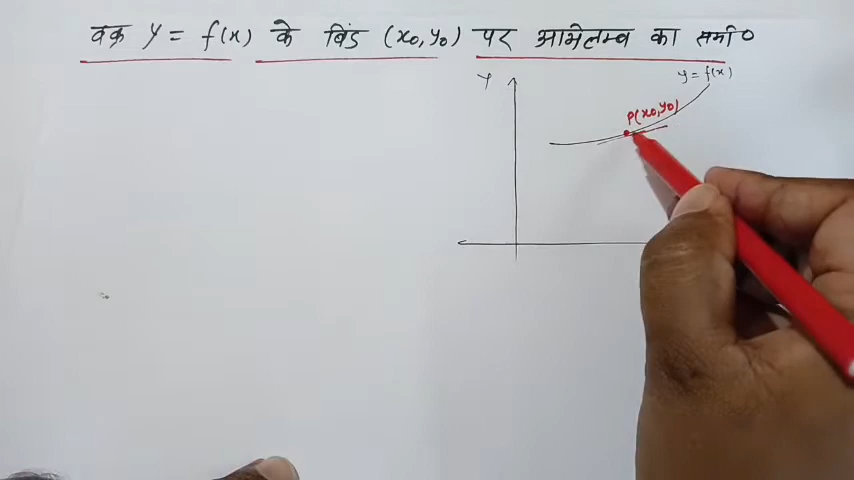 वक्र y = f(x) के बिंदु (x0, y0) पर अभिलम्ब का समी०
Y
y = f(x)
P(x0, y0)